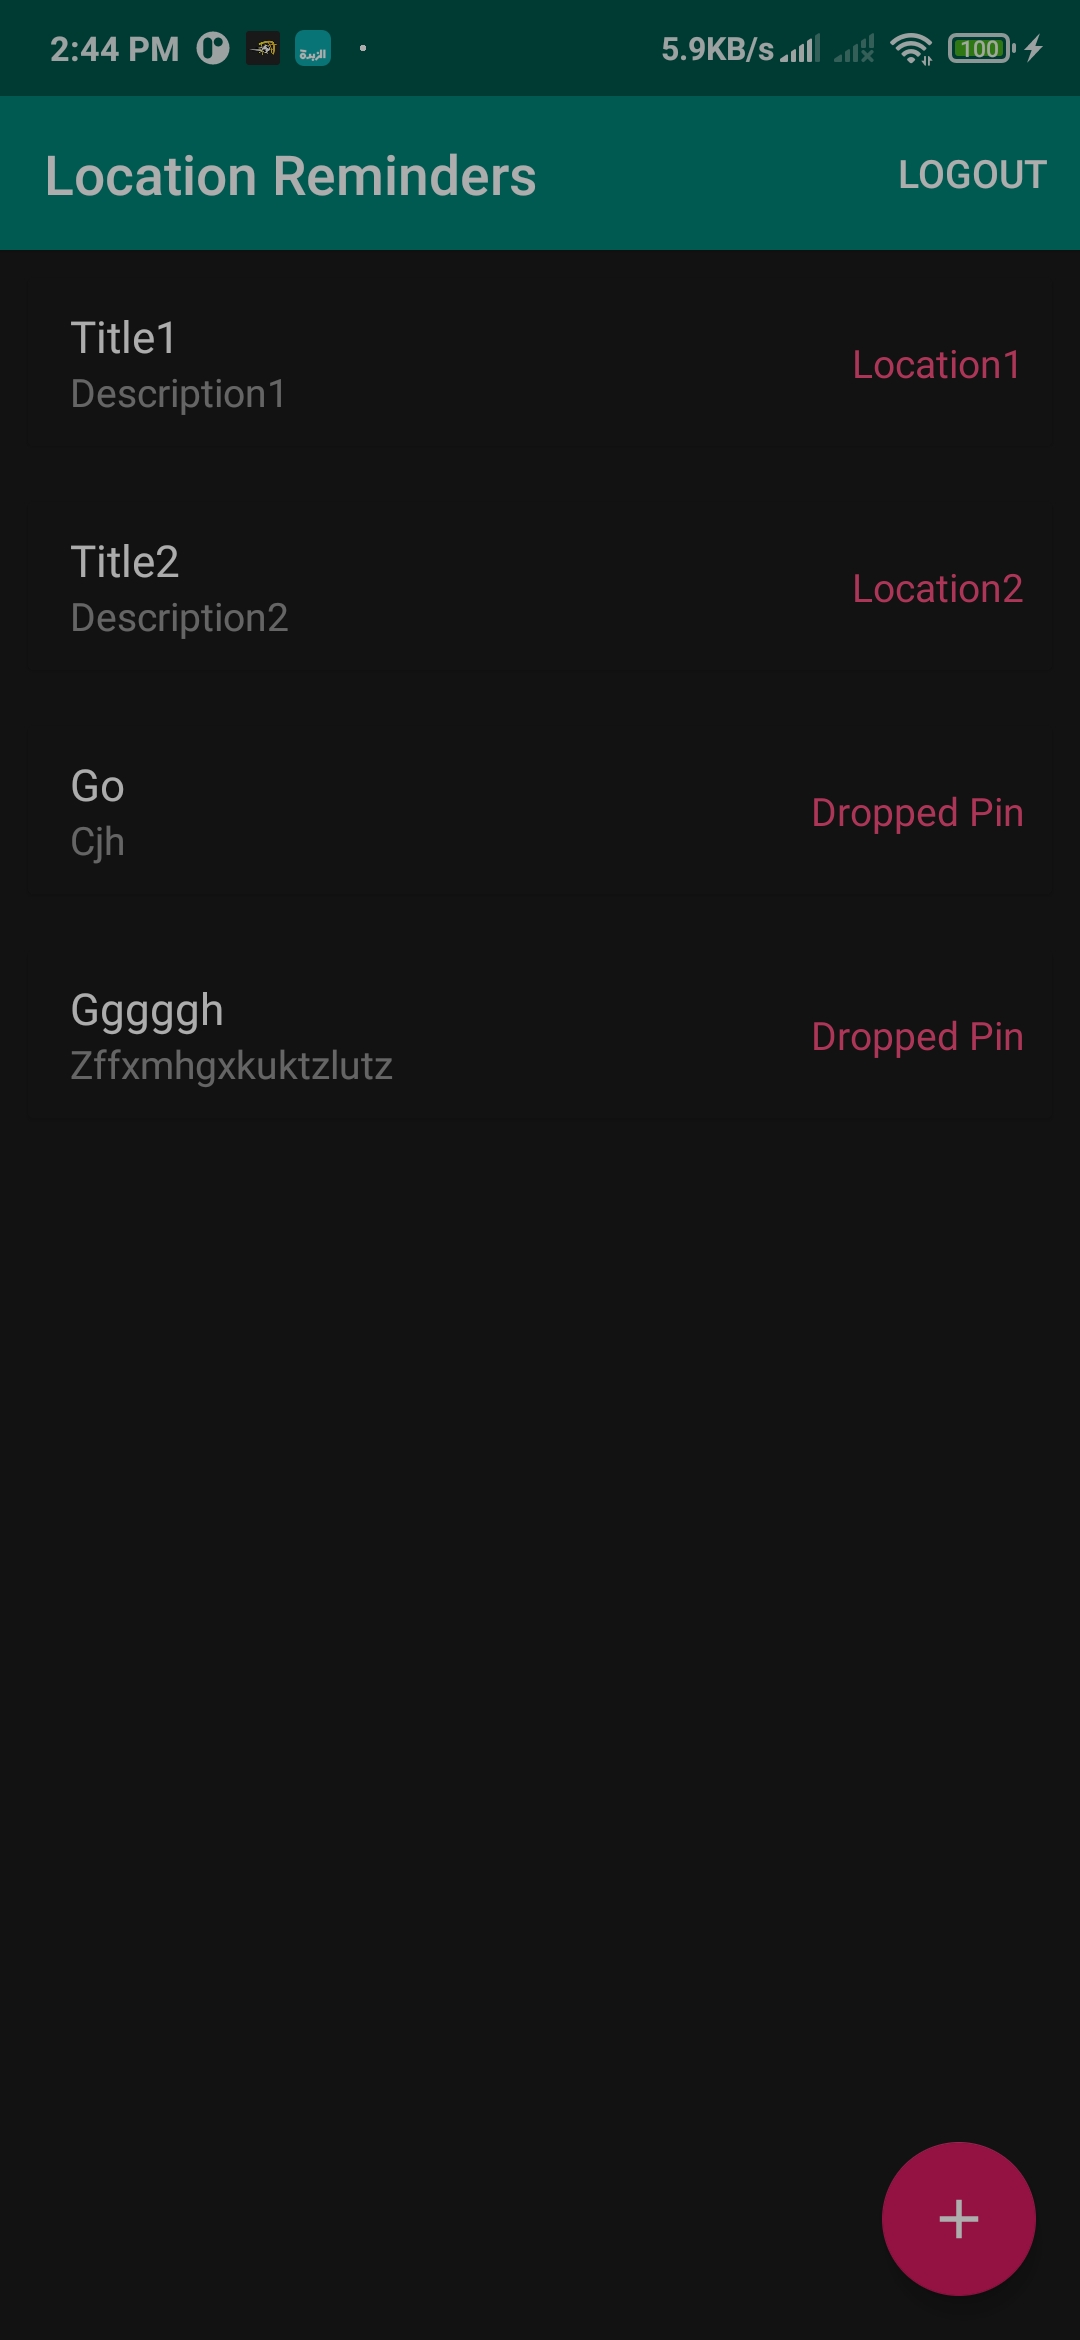 2:44 PM الزبدة 5.9KB/s 100
Location Reminders LOGOUT
Title1
Description1
Location1
Title2
Description2
Location2
Go
Cjh
Dropped Pin
Gggggh
Zffxmhgxkuktzlutz
Dropped Pin